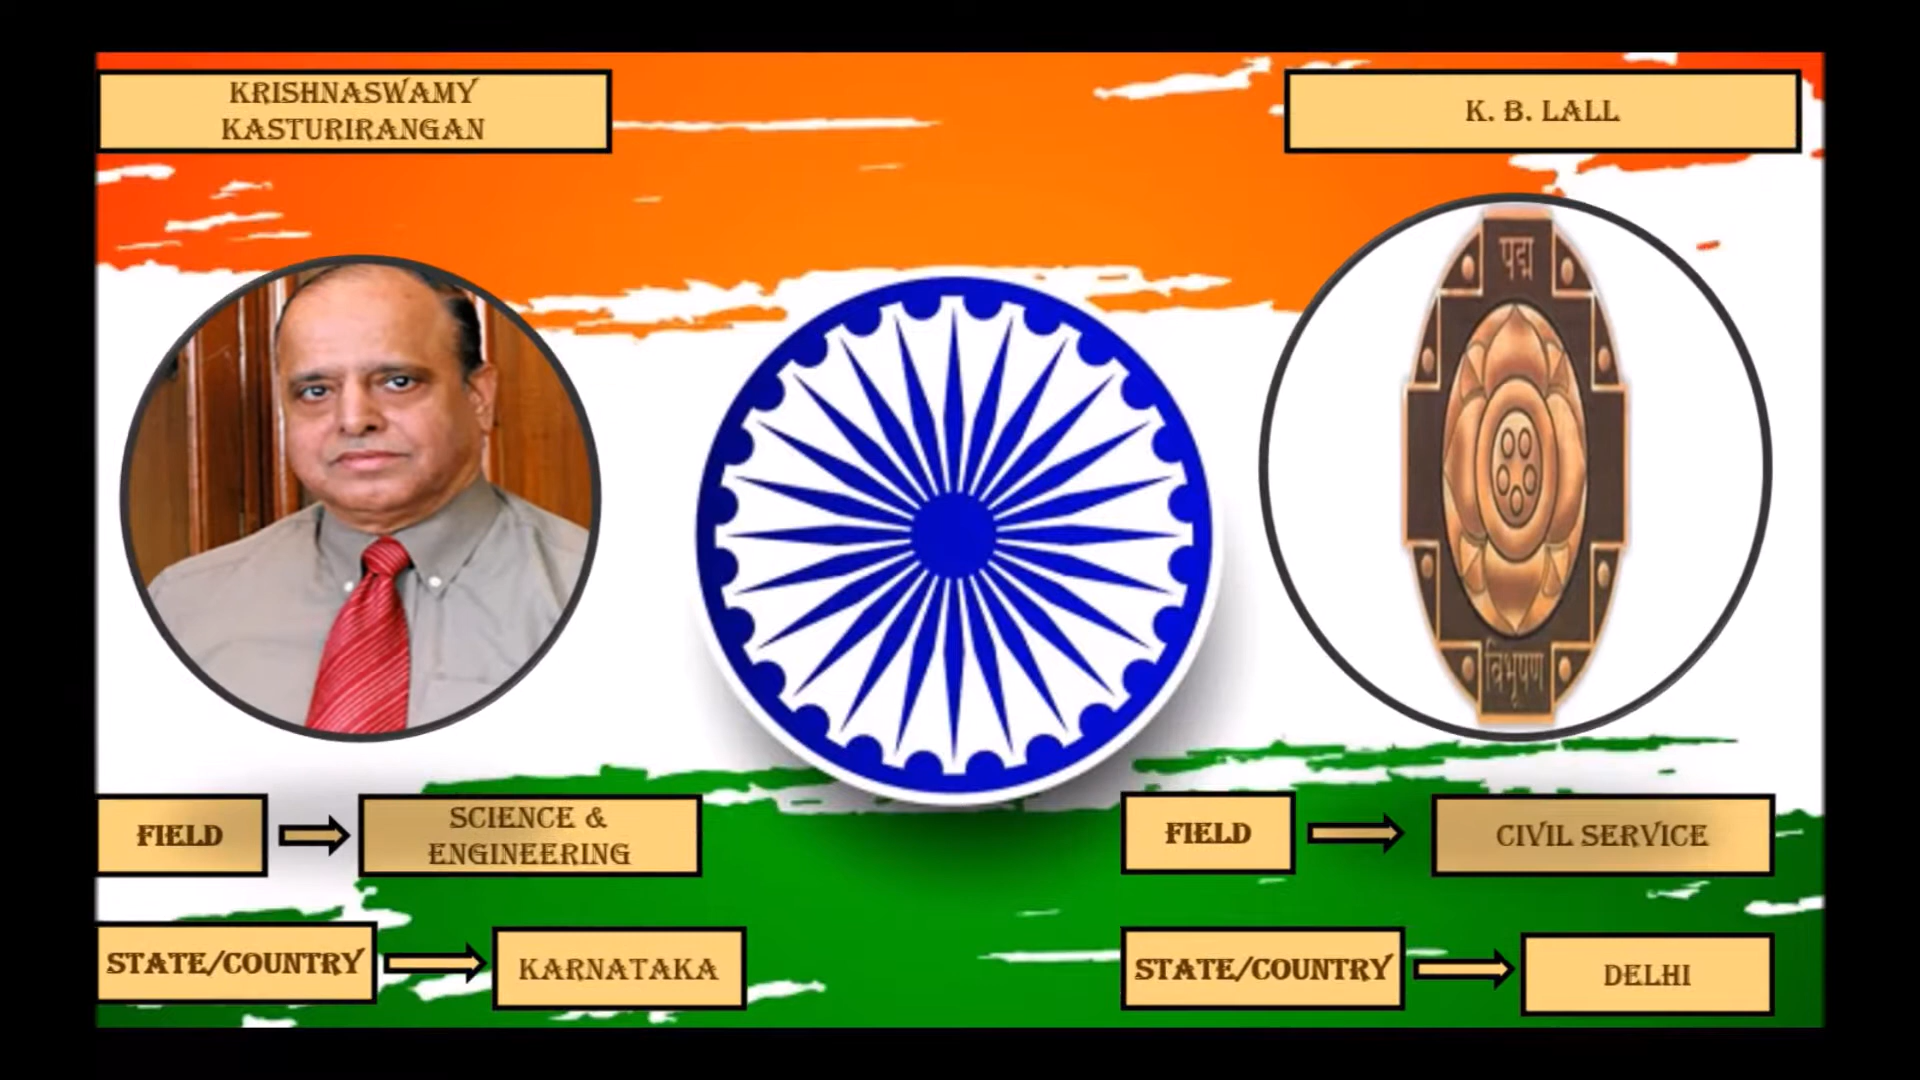 KRISHNASWAMY
KASTURIRANGAN
K. B. LALL
पद्म
विभूषण
FIELD
SCIENCE &
ENGINEERING
FIELD
CIVIL SERVICE
STATE/COUNTRY
KARNATAKA
STATE/COUNTRY
DELHI